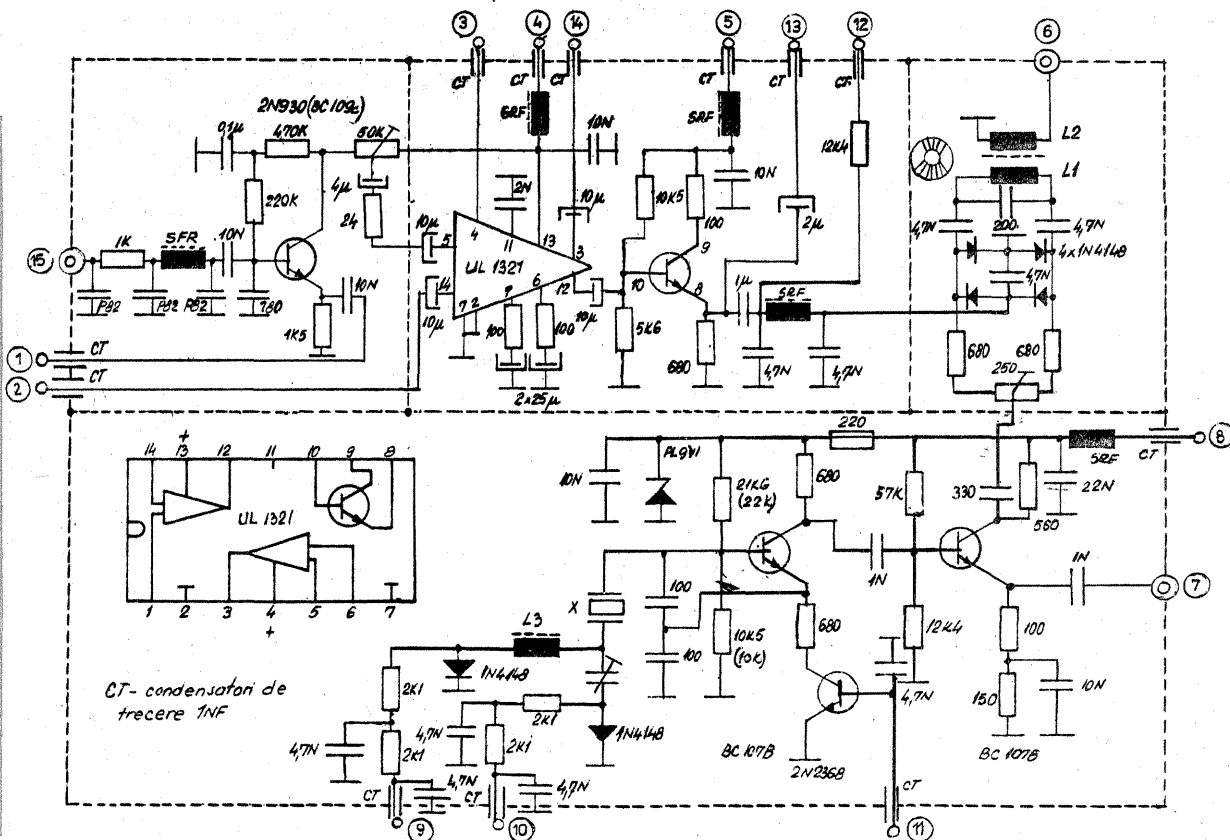 3 4 14 5 13 12 6
CT CT CT CT CT CT
2N930 (BC109c)
0,1μ 470K 50K
SRF 10N
SRF
12K4
L2
L1
4μ
220K
24
10μ
2N
10μ
10K5
100
10N
2μ
4,7N 200 4,7N
4x1N4148
4,7N
15
1K
SFR
10N
5 4 11 13 3
UL 1321
14 7 2 9 6 12
10 9 8
1μ
SRF
P82 P82 P82 780
10N
1K5
10μ
100 100
10μ
5K6
680
4,7N 4,7N
680 680
250
1 CT
2 CT
2x25μ
14 + 13 12 11 10 9 8
UL 1321
1 2 3 4 5 6 7
+
CT- condensatori de
trecere 1NF
10N
PL9V1
21K6
(22K)
680
220
57K
330
560
SRF
22N
CT 8
1N
1N
7
X
100
100
10K5
(10K)
680
12K4
4,7N
100
150
10N
L3
2K1
1N4148
2K1
1N4148
4,7N
2K1
4,7N
2K1
4,7N
4,7N
BC 107B
2N2368
BC 107B
CT CT CT
9 10 11